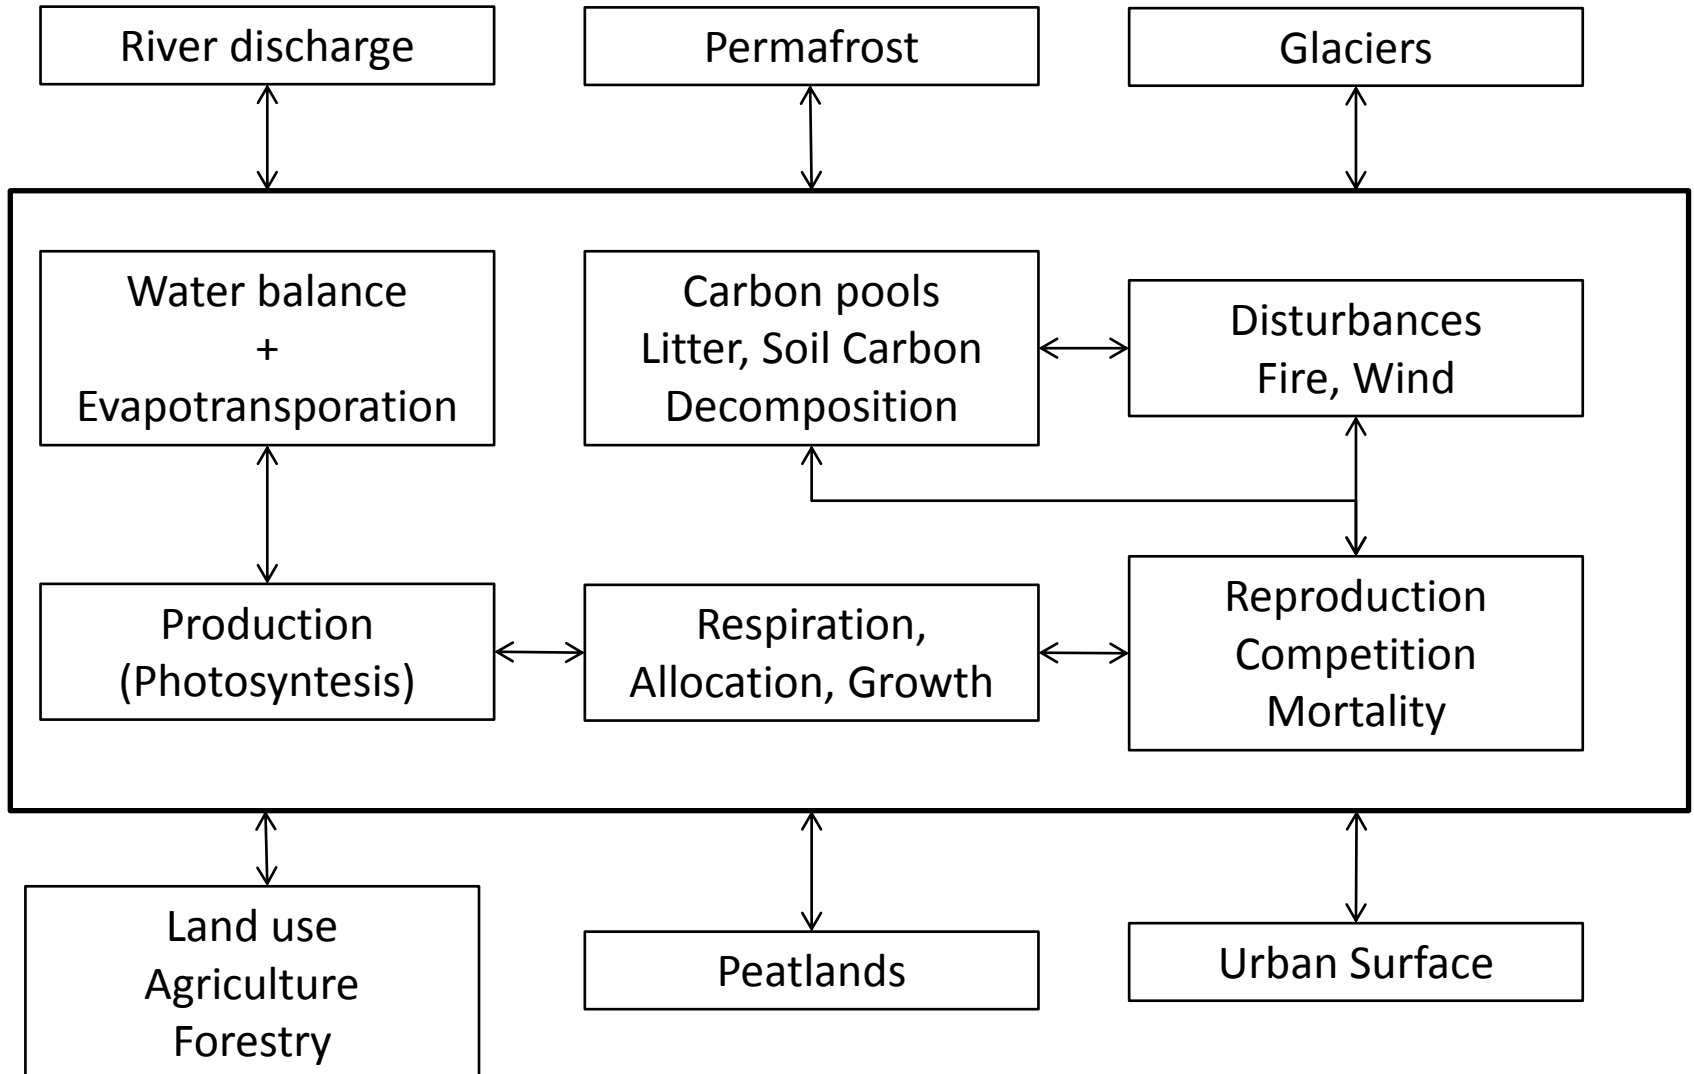 River discharge
Permafrost
Glaciers
Water balance
+
Evapotransporation
Carbon pools
Litter, Soil Carbon
Decomposition
Disturbances
Fire, Wind
Production
(Photosyntesis)
Respiration,
Allocation, Growth
Reproduction
Competition
Mortality
Land use
Agriculture
Forestry
Peatlands
Urban Surface